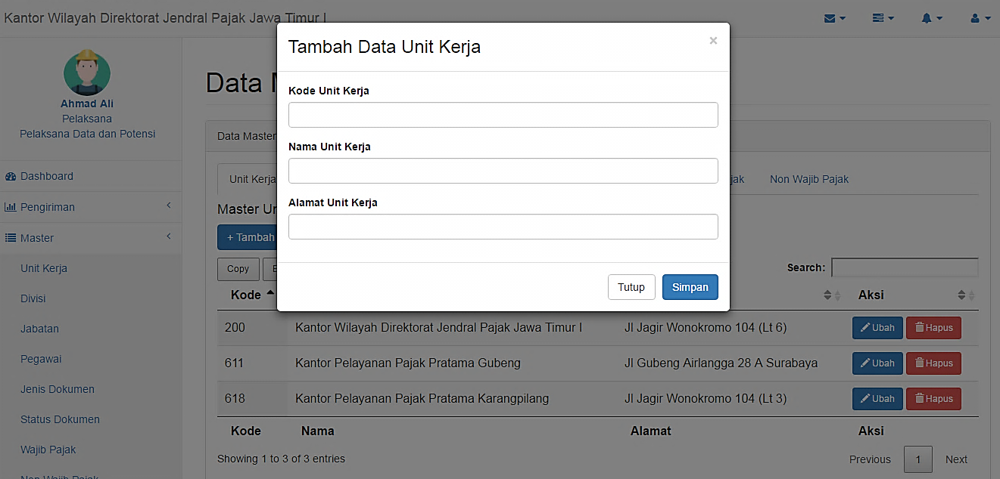 Kantor Wilayah Direktorat Jendral Pajak Jawa Timur I
Tambah Data Unit Kerja
×
Kode Unit Kerja
Nama Unit Kerja
Alamat Unit Kerja
Tutup
Simpan
Ahmad Ali
Pelaksana
Pelaksana Data dan Potensi
Dashboard
Pengiriman
Master
Unit Kerja
Divisi
Jabatan
Pegawai
Jenis Dokumen
Status Dokumen
Wajib Pajak
Non Wajib Pajak
Data
Data Master
Unit Kerja
Non Wajib Pajak
Master
+ Tambah
Copy
Search:
Kode Aksi
200 Kantor Wilayah Direktorat Jendral Pajak Jawa Timur I Jl Jagir Wonokromo 104 (Lt 6) Ubah Hapus
611 Kantor Pelayanan Pajak Pratama Gubeng Jl Gubeng Airlangga 28 A Surabaya Ubah Hapus
618 Kantor Pelayanan Pajak Pratama Karangpilang Jl Jagir Wonokromo 104 (Lt 3) Ubah Hapus
Kode Nama Alamat Aksi
Showing 1 to 3 of 3 entries
Previous 1 Next